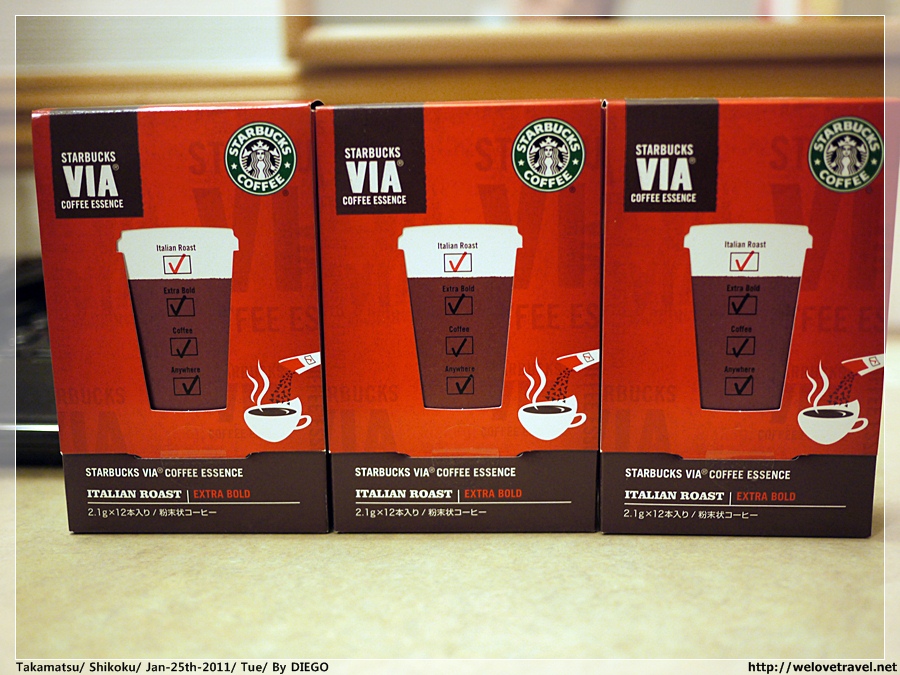 STARBUCKS
VIA®
COFFEE ESSENCE
STARBUCKS
COFFEE
Italian Roast
Extra Bold
Coffee
Anywhere
STARBUCKS VIA® COFFEE ESSENCE
ITALIAN ROAST | EXTRA BOLD
2.1g×12本入り / 粉末状コーヒー
STARBUCKS
VIA®
COFFEE ESSENCE
STARBUCKS
COFFEE
Italian Roast
Extra Bold
Coffee
Anywhere
STARBUCKS VIA® COFFEE ESSENCE
ITALIAN ROAST | EXTRA BOLD
2.1g×12本入り / 粉末状コーヒー
STARBUCKS
VIA®
COFFEE ESSENCE
STARBUCKS
COFFEE
Italian Roast
Extra Bold
Coffee
Anywhere
STARBUCKS VIA® COFFEE ESSENCE
ITALIAN ROAST | EXTRA BOLD
2.1g×12本入り / 粉末状コーヒー
Takamatsu/ Shikoku/ Jan-25th-2011/ Tue/ By DIEGO
http://welovetravel.net